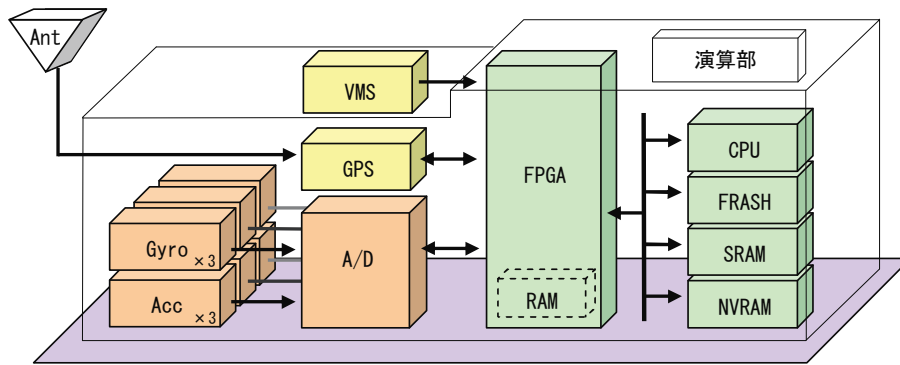 Ant
演算部
VMS
CPU
GPS
FPGA
FRASH
Gyro ×3
A/D
SRAM
Acc ×3
RAM
NVRAM